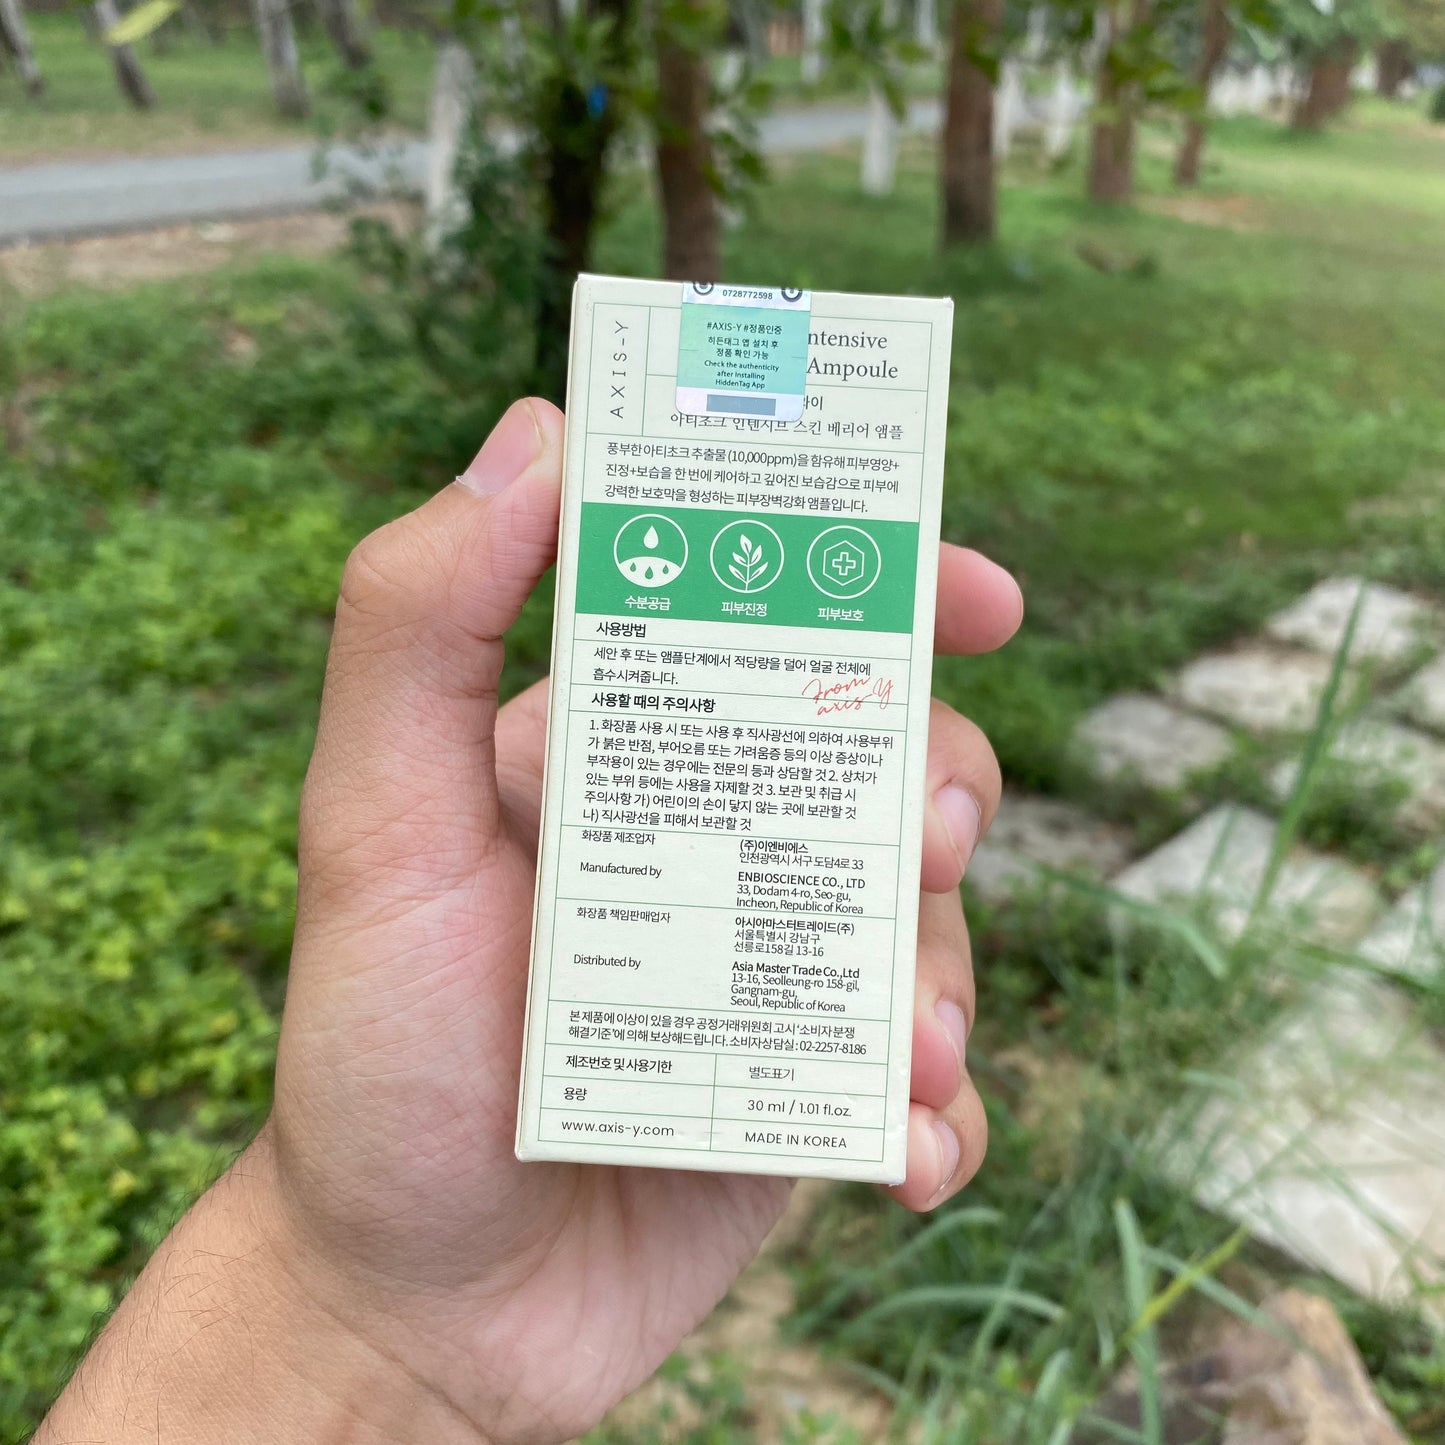 0728772598
#AXIS-Y #정품인증
히든태그 앱 설치 후
정품 확인 가능
Check the authenticity
after Installing
HiddenTag App
AXIS-Y
Ampoule
아티초크 인텐시브 스킨 베리어 앰플
풍부한 아티초크 추출물 (10,000ppm)을 함유해 피부영양+
진정+보습을 한 번에 케어하고 깊어진 보습감으로 피부에
강력한 보호막을 형성하는 피부장벽강화 앰플입니다.
수분공급
피부진정
피부보호
사용방법
세안 후 또는 앰플단계에서 적당량을 덜어 얼굴 전체에
흡수시켜줍니다.
from
axis-y
사용할 때의 주의사항
1. 화장품 사용 시 또는 사용 후 직사광선에 의하여 사용부위
가 붉은 반점, 부어오름 또는 가려움증 등의 이상 증상이나
부작용이 있는 경우에는 전문의 등과 상담할 것 2. 상처가
있는 부위 등에는 사용을 자제할 것 3. 보관 및 취급 시
주의사항 가) 어린이의 손이 닿지 않는 곳에 보관할 것
나) 직사광선을 피해서 보관할 것
화장품 제조업자
(주)이엔비에스
인천광역시 서구 도담4로 33
Manufactured by
ENBIOSCIENCE CO., LTD
33, Dodam 4-ro, Seo-gu,
Incheon, Republic of Korea
화장품 책임판매업자
아시아마스터트레이드(주)
서울특별시 강남구
선릉로158길 13-16
Distributed by
Asia Master Trade Co.,Ltd
13-16, Seolleung-ro 158-gil,
Gangnam-gu,
Seoul, Republic of Korea
본 제품에 이상이 있을 경우 공정거래위원회 고시 '소비자 분쟁
해결기준'에 의해 보상해드립니다. 소비자상담실 : 02-2257-8186
제조번호 및 사용기한
별도표기
용량
30 ml / 1.01 fl.oz.
www.axis-y.com
MADE IN KOREA